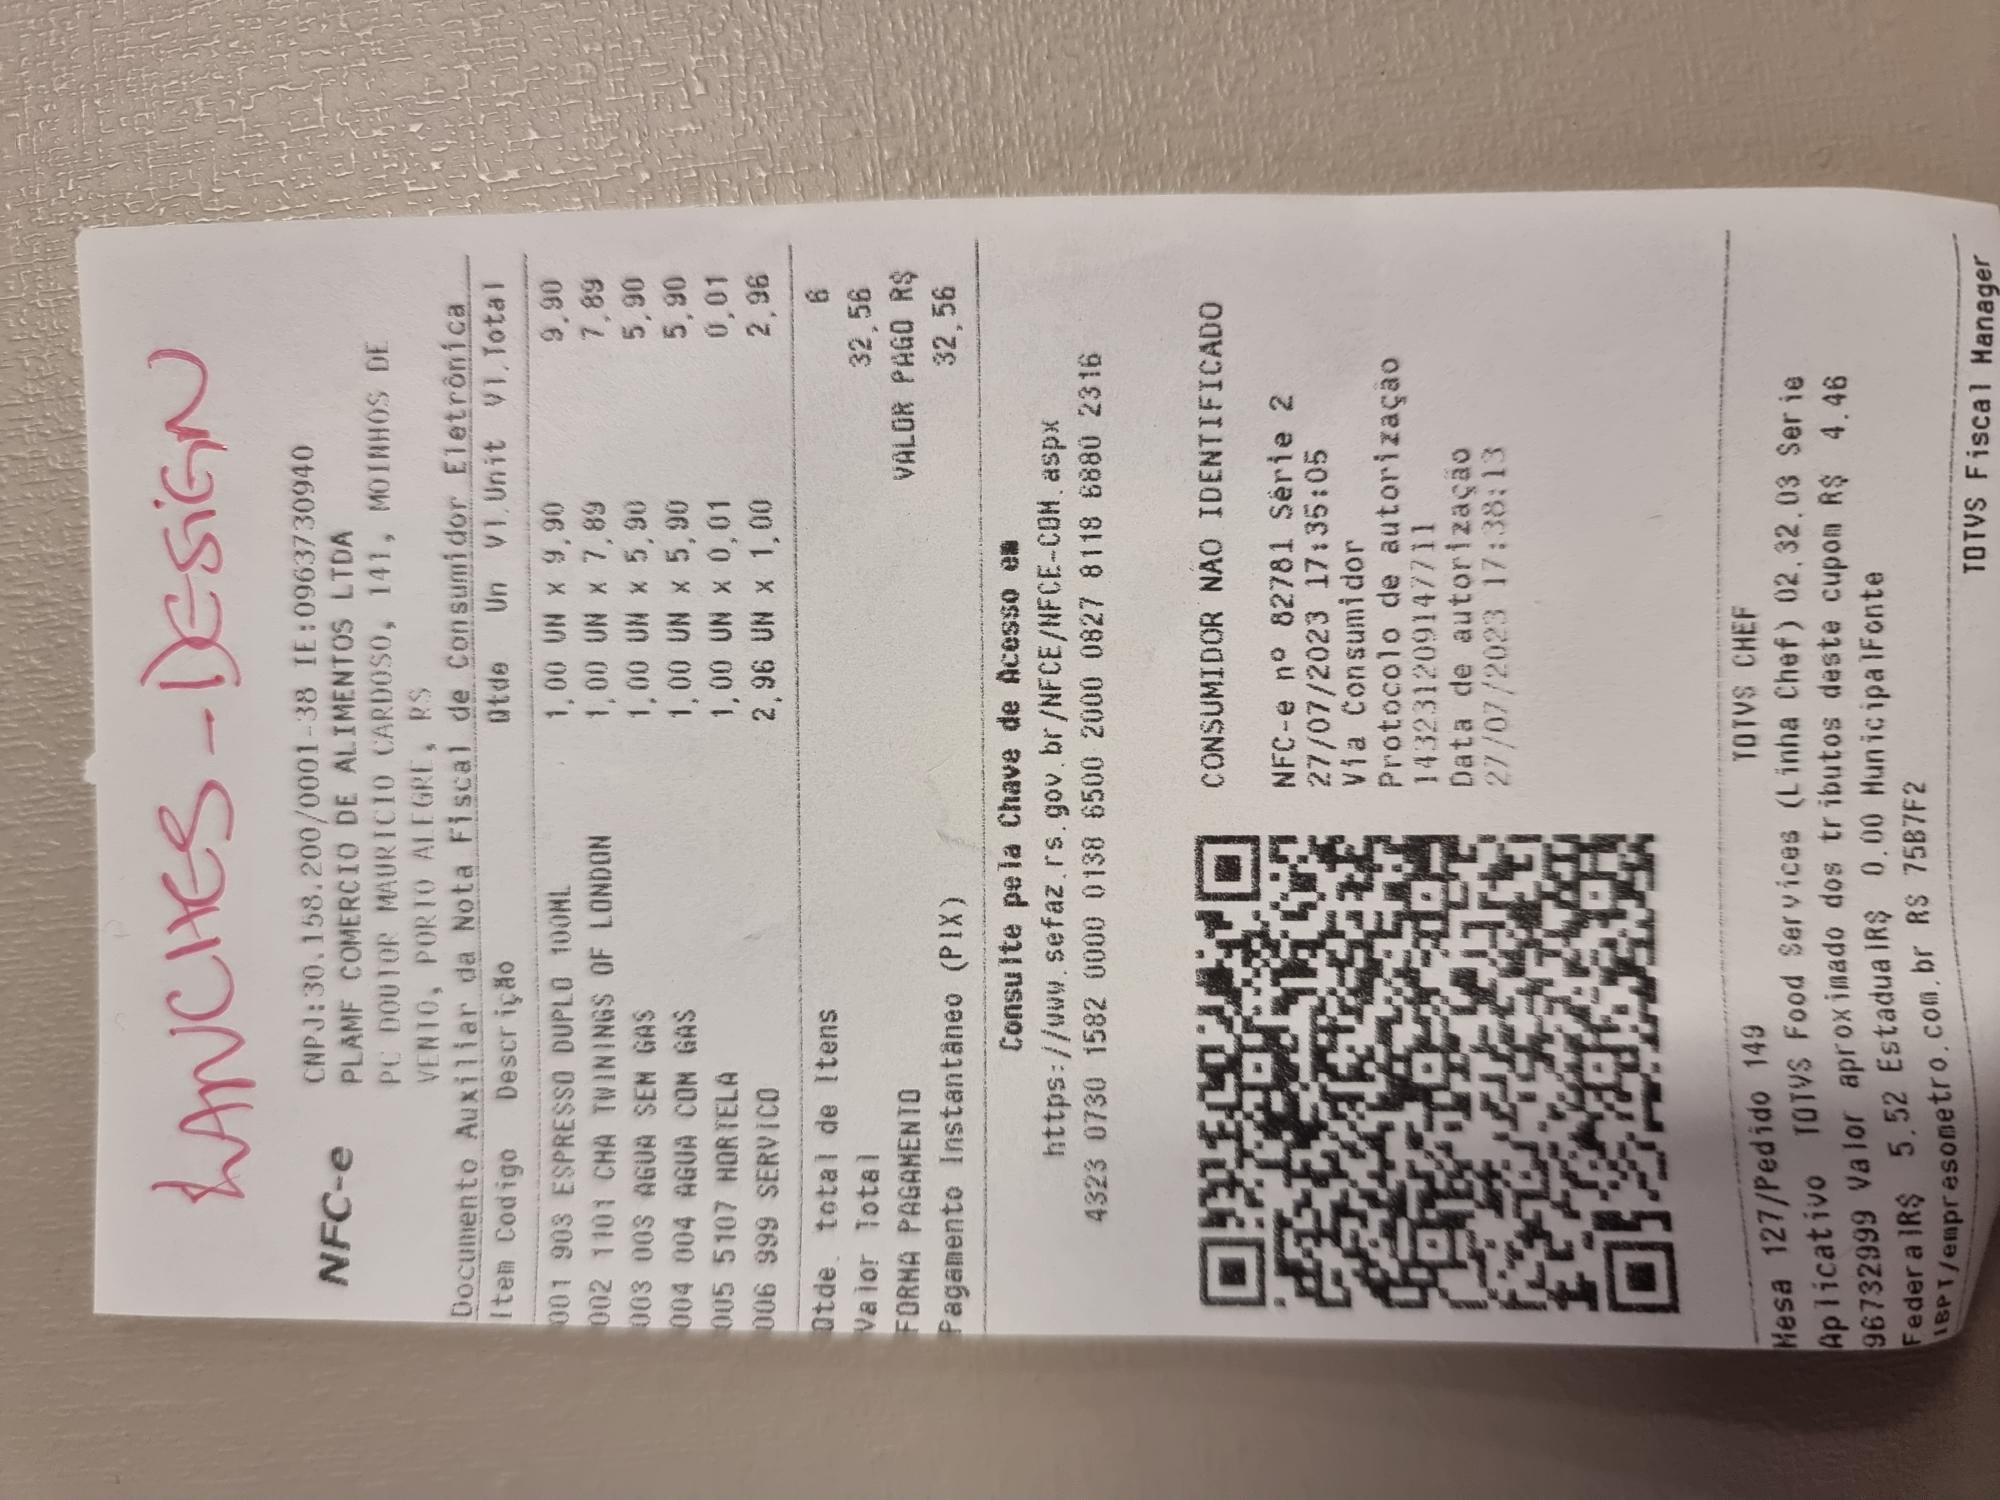 LANCHES - DESIGN
NFC-e
CNPJ:30.158.200/0001-38 IE:0963730940
PLAMF COMERCIO DE ALIMENTOS LTDA
PC DOUTOR MAURICIO CARDOSO, 141, MOINHOS DE
VENTO, PORTO ALEGRE, RS
Documento Auxiliar da Nota Fiscal de Consumidor Eletrônica
Item Codigo Descrição Qtde Un Vl.Unit Vl.Total
001 903 ESPRESSO DUPLO 100ML 1,00 UN x 9,90 9,90
002 1101 CHA TWININGS OF LONDON 1,00 UN x 7,89 7,89
003 003 AGUA SEM GAS 1,00 UN x 5,90 5,90
004 004 AGUA COM GAS 1,00 UN x 5,90 5,90
005 5107 HORTELA 1,00 UN x 0,01 0,01
006 999 SERVICO 2,96 UN x 1,00 2,96
Qtde. total de Itens 6
Valor Total 32,56
FORMA PAGAMENTO VALOR PAGO R$
Pagamento Instantâneo (PIX) 32,56
Consulte pela Chave de Acesso em
https://www.sefaz.rs.gov.br/NFCE/NFCE-COM.aspx
4323 0730 1582 0000 0138 6500 2000 0827 8118 6880 2316
CONSUMIDOR NÃO IDENTIFICADO
NFC-e nº 82781 Série 2
27/07/2023 17:35:05
Via Consumidor
Protocolo de autorização
143231209147711
Data de autorização
27/07/2023 17:38:13
Mesa 127/Pedido 149 TOTVS CHEF
Aplicativo TOTVS Food Services (Linha Chef) 02.32.03 Serie
96732999 Valor aproximado dos tributos deste cupom R$ 4.46
FederalR$ 5.52 EstadualR$ 0.00 MunicipalFonte
IBPT/empresometro.com.br RS 75B7F2
TOTVS Fiscal Manager